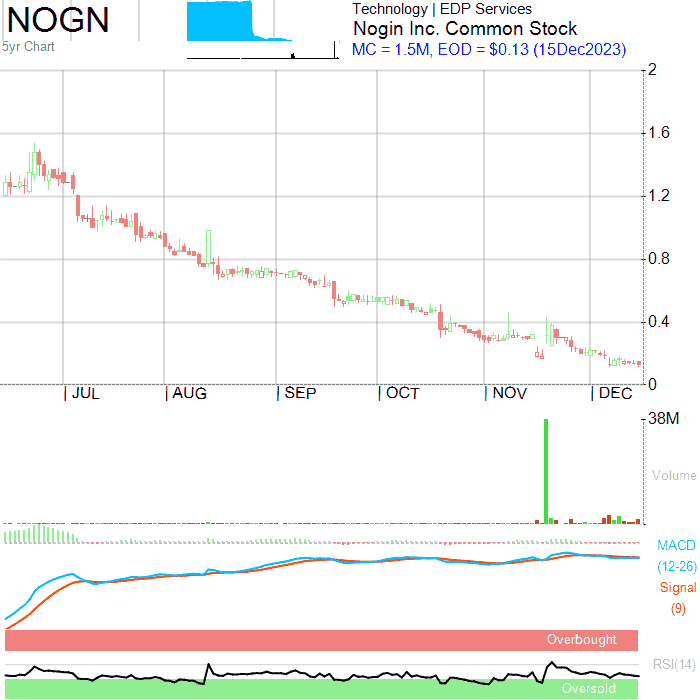 NOGN
5yr Chart
Technology | EDP Services
Nogin Inc. Common Stock
MC = 1.5M, EOD = $0.13 (15Dec2023)
2
1.6
1.2
0.8
0.4
0
| JUL | AUG | SEP | OCT | NOV | DEC
38M
Volume
MACD
(12-26)
Signal
(9)
Overbought
RSI(14)
Oversold